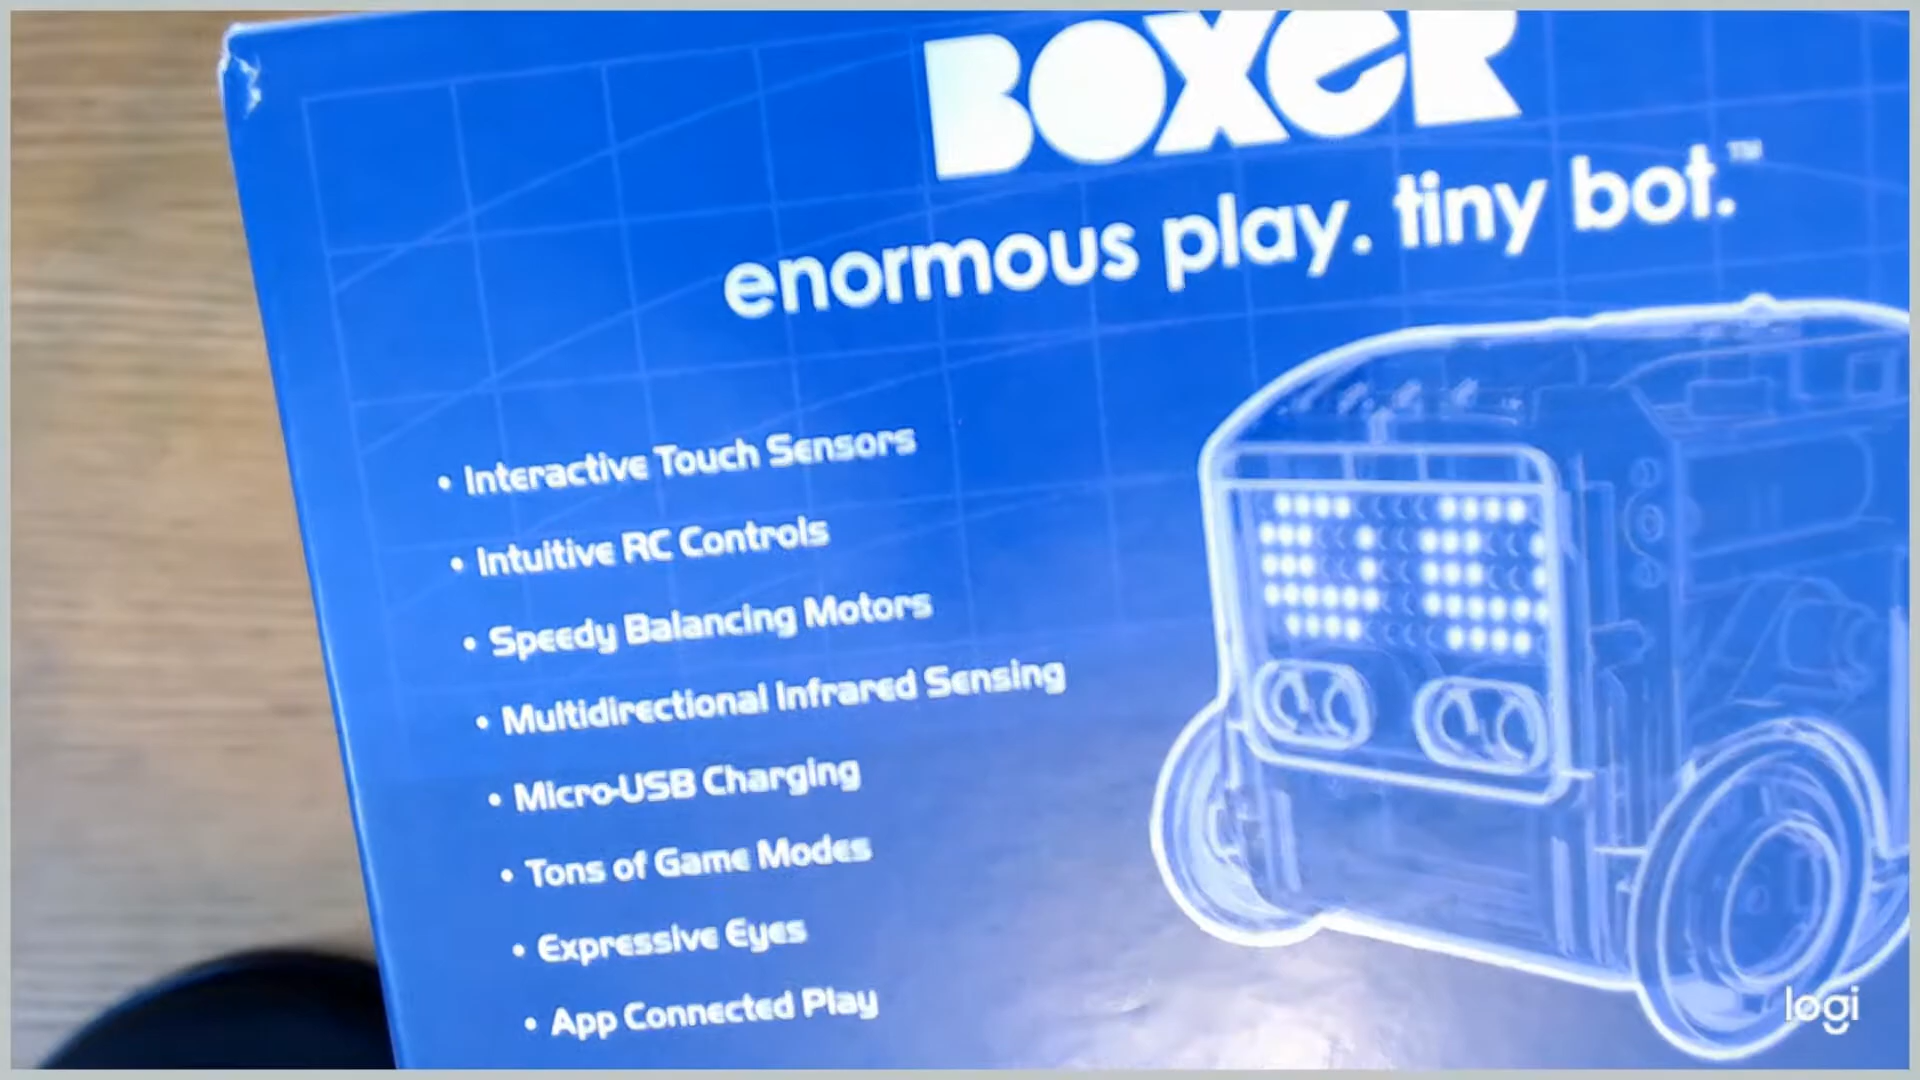 BOXER
enormous play. tiny bot.™
• Interactive Touch Sensors
• Intuitive RC Controls
• Speedy Balancing Motors
• Multidirectional Infrared Sensing
• Micro-USB Charging
• Tons of Game Modes
• Expressive Eyes
• App Connected Play
logi